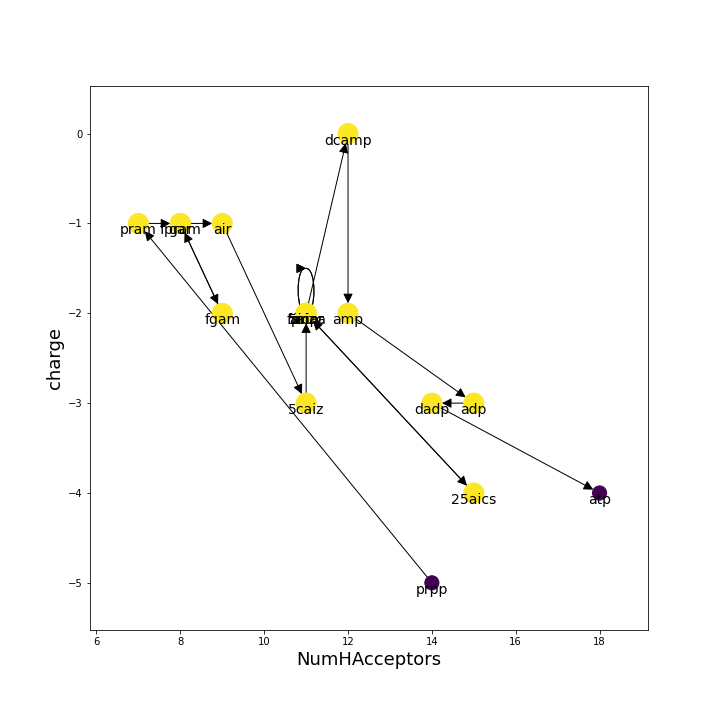 0
dcamp
−1
pram
air
−2
fgam
amp
charge
−3
5caiz
dadp
adp
−4
25aics
atp
−5
prpp
6
8
10
12
14
16
18
NumHAcceptors